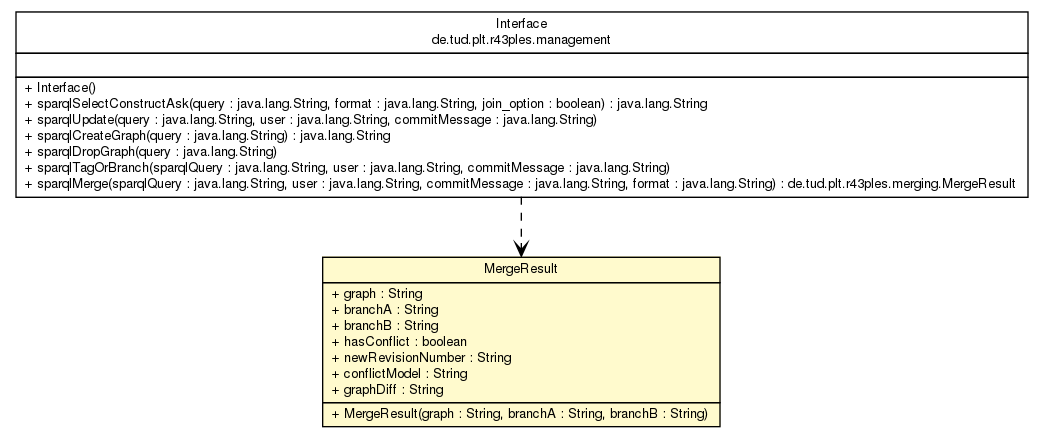 Interface
de.tud.plt.r43ples.management
+ Interface()
+ sparqlSelectConstructAsk(query : java.lang.String, format : java.lang.String, join_option : boolean) : java.lang.String
+ sparqlUpdate(query : java.lang.String, user : java.lang.String, commitMessage : java.lang.String)
+ sparqlCreateGraph(query : java.lang.String) : java.lang.String
+ sparqlDropGraph(query : java.lang.String)
+ sparqlTagOrBranch(sparqlQuery : java.lang.String, user : java.lang.String, commitMessage : java.lang.String)
+ sparqlMerge(sparqlQuery : java.lang.String, user : java.lang.String, commitMessage : java.lang.String, format : java.lang.String) : de.tud.plt.r43ples.merging.MergeResult
MergeResult
+ graph : String
+ branchA : String
+ branchB : String
+ hasConflict : boolean
+ newRevisionNumber : String
+ conflictModel : String
+ graphDiff : String
+ MergeResult(graph : String, branchA : String, branchB : String)